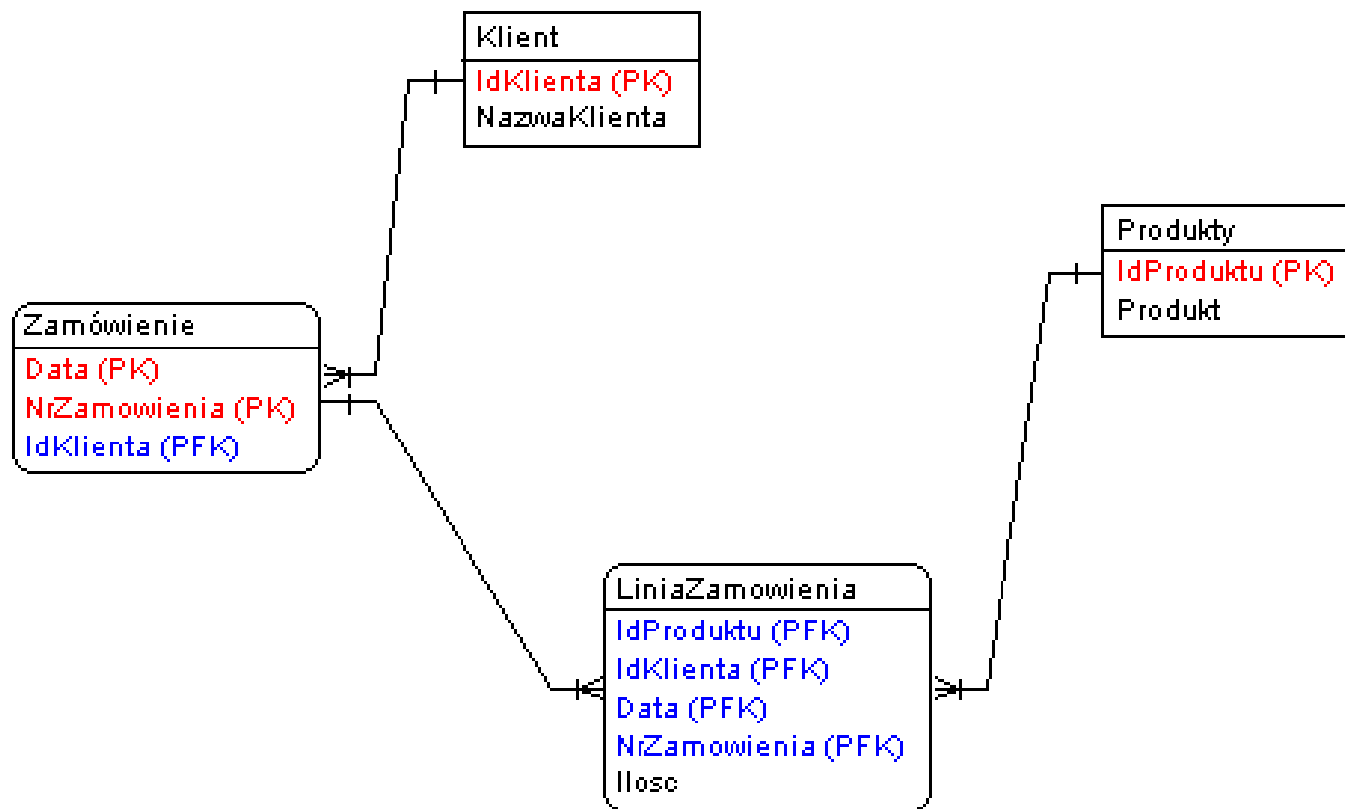 Klient
IdKlienta (PK)
NazwaKlienta
Produkty
IdProduktu (PK)
Produkt
Zamówienie
Data (PK)
NrZamowienia (PK)
IdKlienta (PFK)
LiniaZamowienia
IdProduktu (PFK)
IdKlienta (PFK)
Data (PFK)
NrZamowienia (PFK)
Ilosc